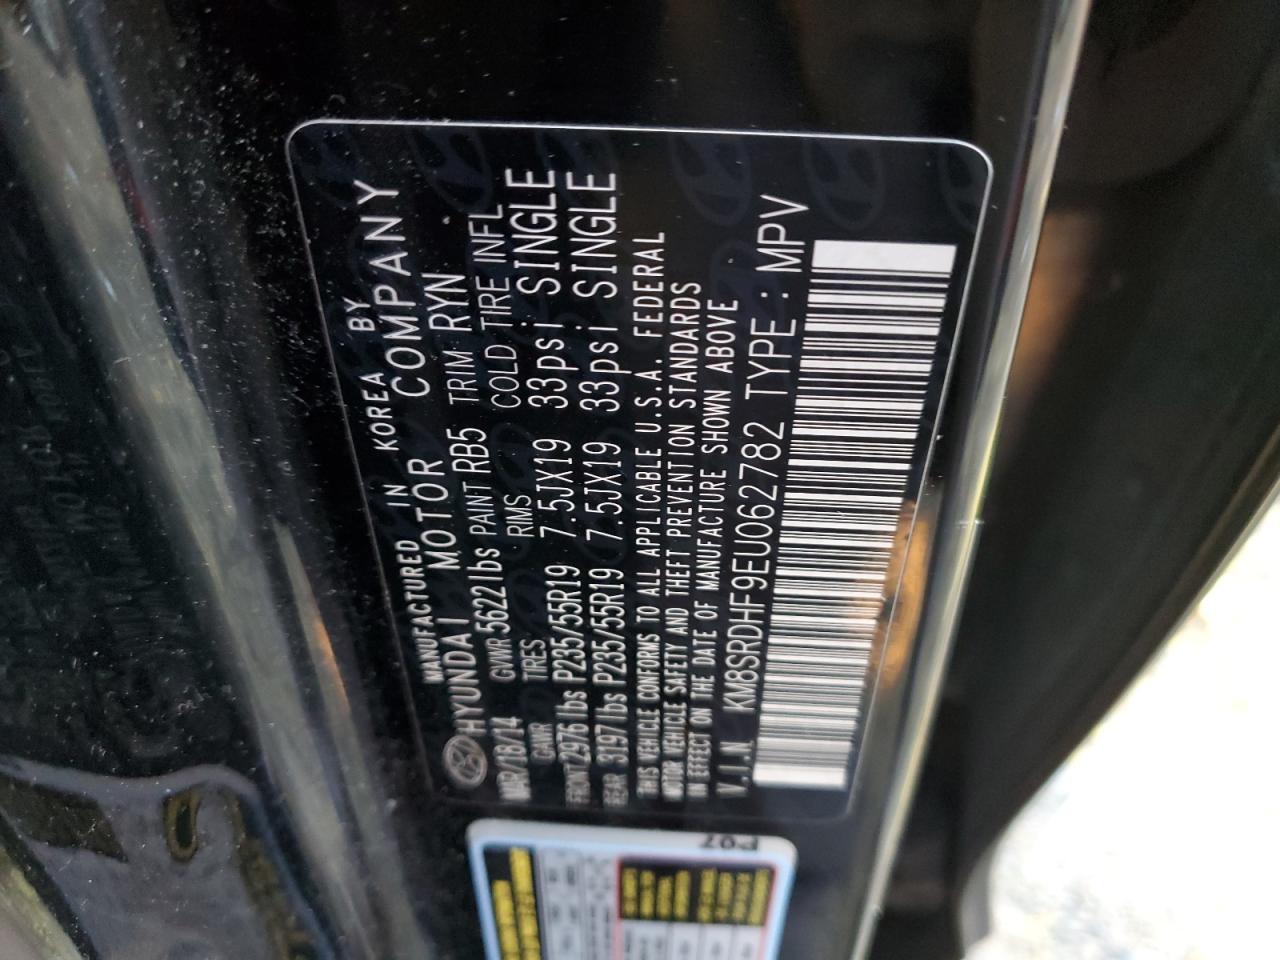 MANUFACTURED IN KOREA BY
HYUNDAI MOTOR COMPANY
MAR/18/14 GVWR 5622 lbs PAINT RB5 TRIM RYN
GAWR TIRES RIMS COLD TIRE INFL
FRONT 2976 lbs P235/55R19 7.5JX19 33psi SINGLE
REAR 3197 lbs P235/55R19 7.5JX19 33psi SINGLE
THIS VEHICLE CONFORMS TO ALL APPLICABLE U.S.A. FEDERAL
MOTOR VEHICLE SAFETY AND THEFT PREVENTION STANDARDS
IN EFFECT ON THE DATE OF MANUFACTURE SHOWN ABOVE
V.I.N KM8SRDHF9EU062782 TYPE : MPV
P07